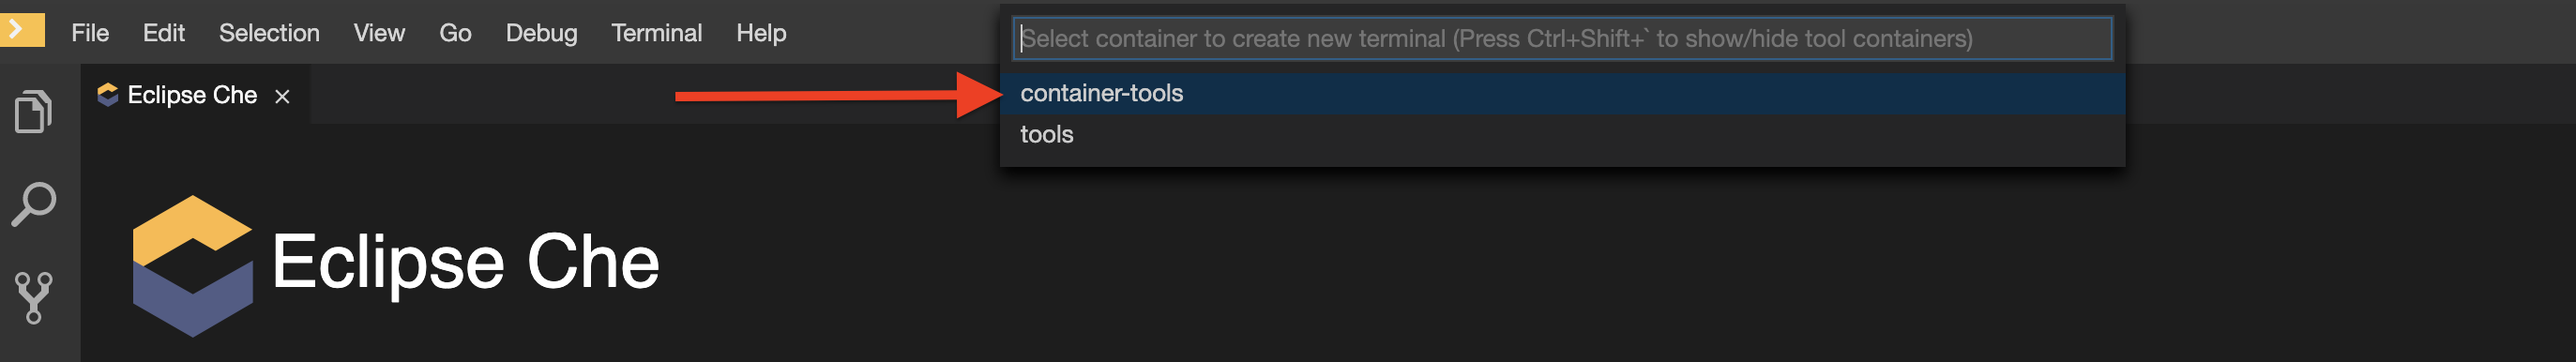 File Edit Selection View Go Debug Terminal Help
Select container to create new terminal (Press Ctrl+Shift+` to show/hide tool containers)
container-tools
tools
Eclipse Che
Eclipse Che